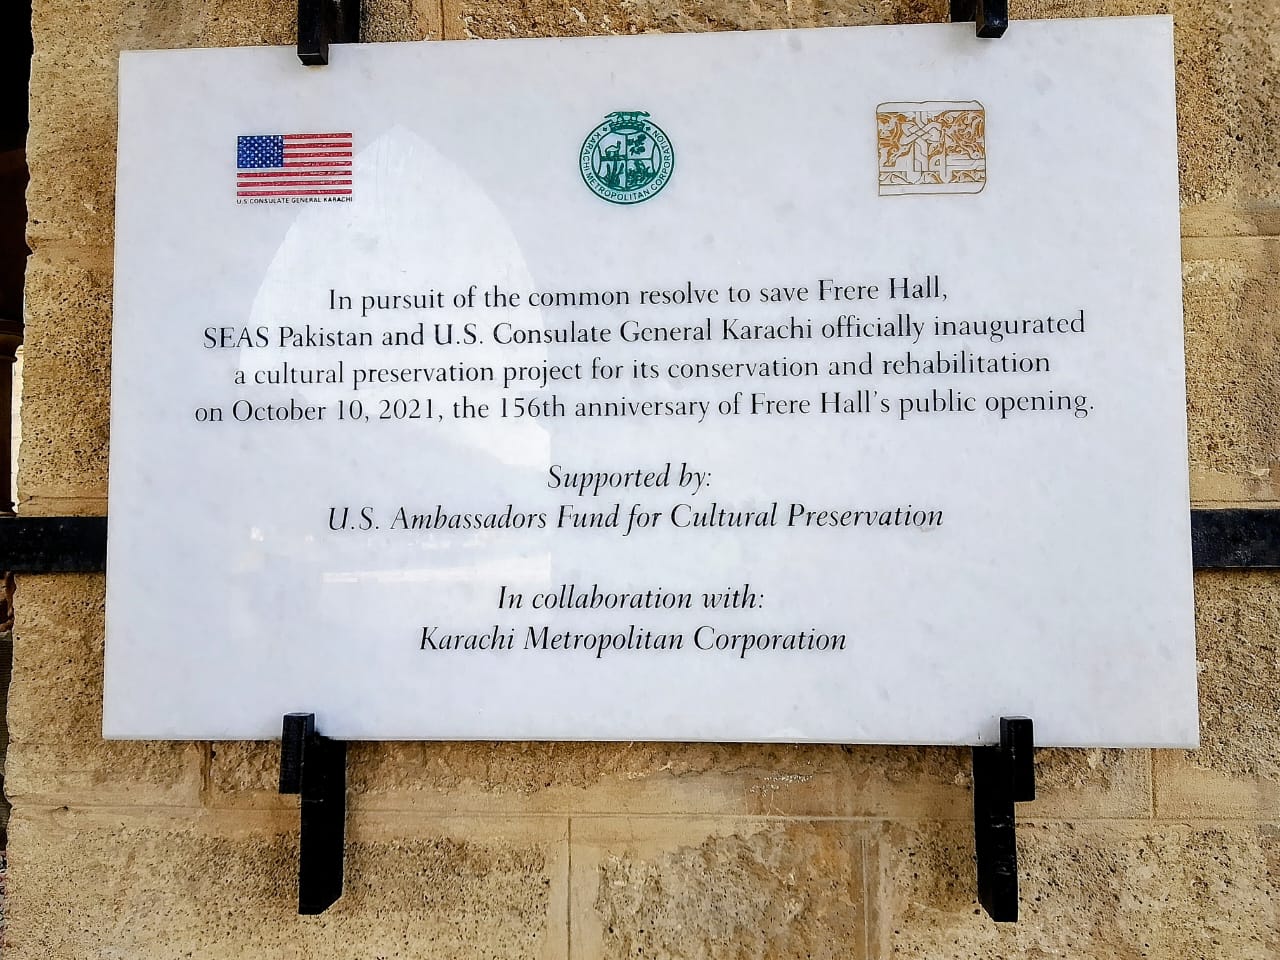 U.S CONSULATE GENERAL KARACHI
KARACHI METROPOLITAN CORPORATION
In pursuit of the common resolve to save Frere Hall,
SEAS Pakistan and U.S. Consulate General Karachi officially inaugurated
a cultural preservation project for its conservation and rehabilitation
on October 10, 2021, the 156th anniversary of Frere Hall's public opening.
Supported by:
U.S. Ambassadors Fund for Cultural Preservation
In collaboration with:
Karachi Metropolitan Corporation